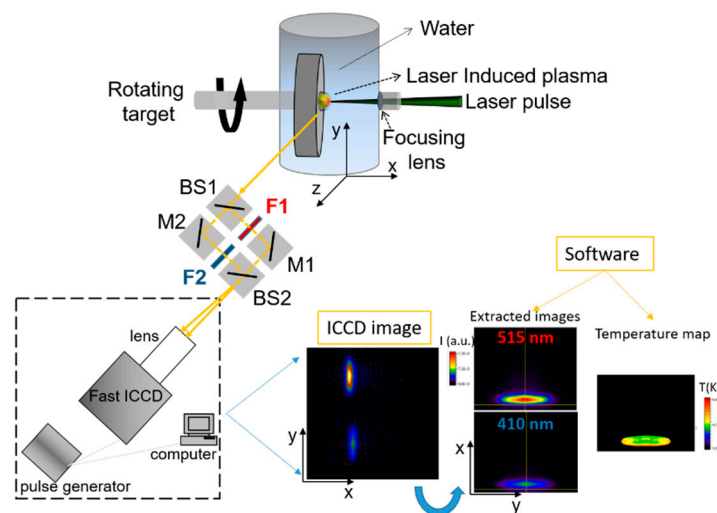 Water
Rotating
target
Laser Induced plasma
Laser pulse
Focusing
lens
y
x
z
BS1
F1
M2
F2
M1
BS2
Software
lens
Fast ICCD
computer
pulse generator
ICCD image
I (a.u.)
Extracted images
515 nm
410 nm
Temperature map
T(K
y
x
x
y